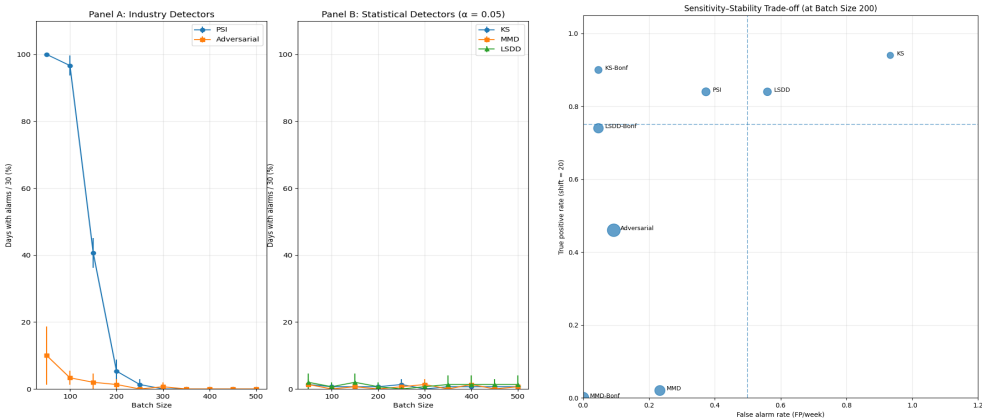 Panel A: Industry Detectors
PSI
Adversarial
100
80
60
40
20
0
Days with alarms / 30 (%)
100
200
300
400
500
Batch Size
Panel B: Statistical Detectors (α = 0.05)
KS
MMD
LSDD
100
80
60
40
20
0
Days with alarms / 30 (%)
100
200
300
400
500
Batch Size
Sensitivity–Stability Trade-off (at Batch Size 200)
1.0
0.8
0.6
0.4
0.2
0.0
True positive rate (shift = 20)
KS
KS-Bonf
PSI
LSDD
LSDD-Bonf
Adversarial
MMD
MMD-Bonf
0.0
0.2
0.4
0.6
0.8
1.0
1.2
False alarm rate (FP/week)